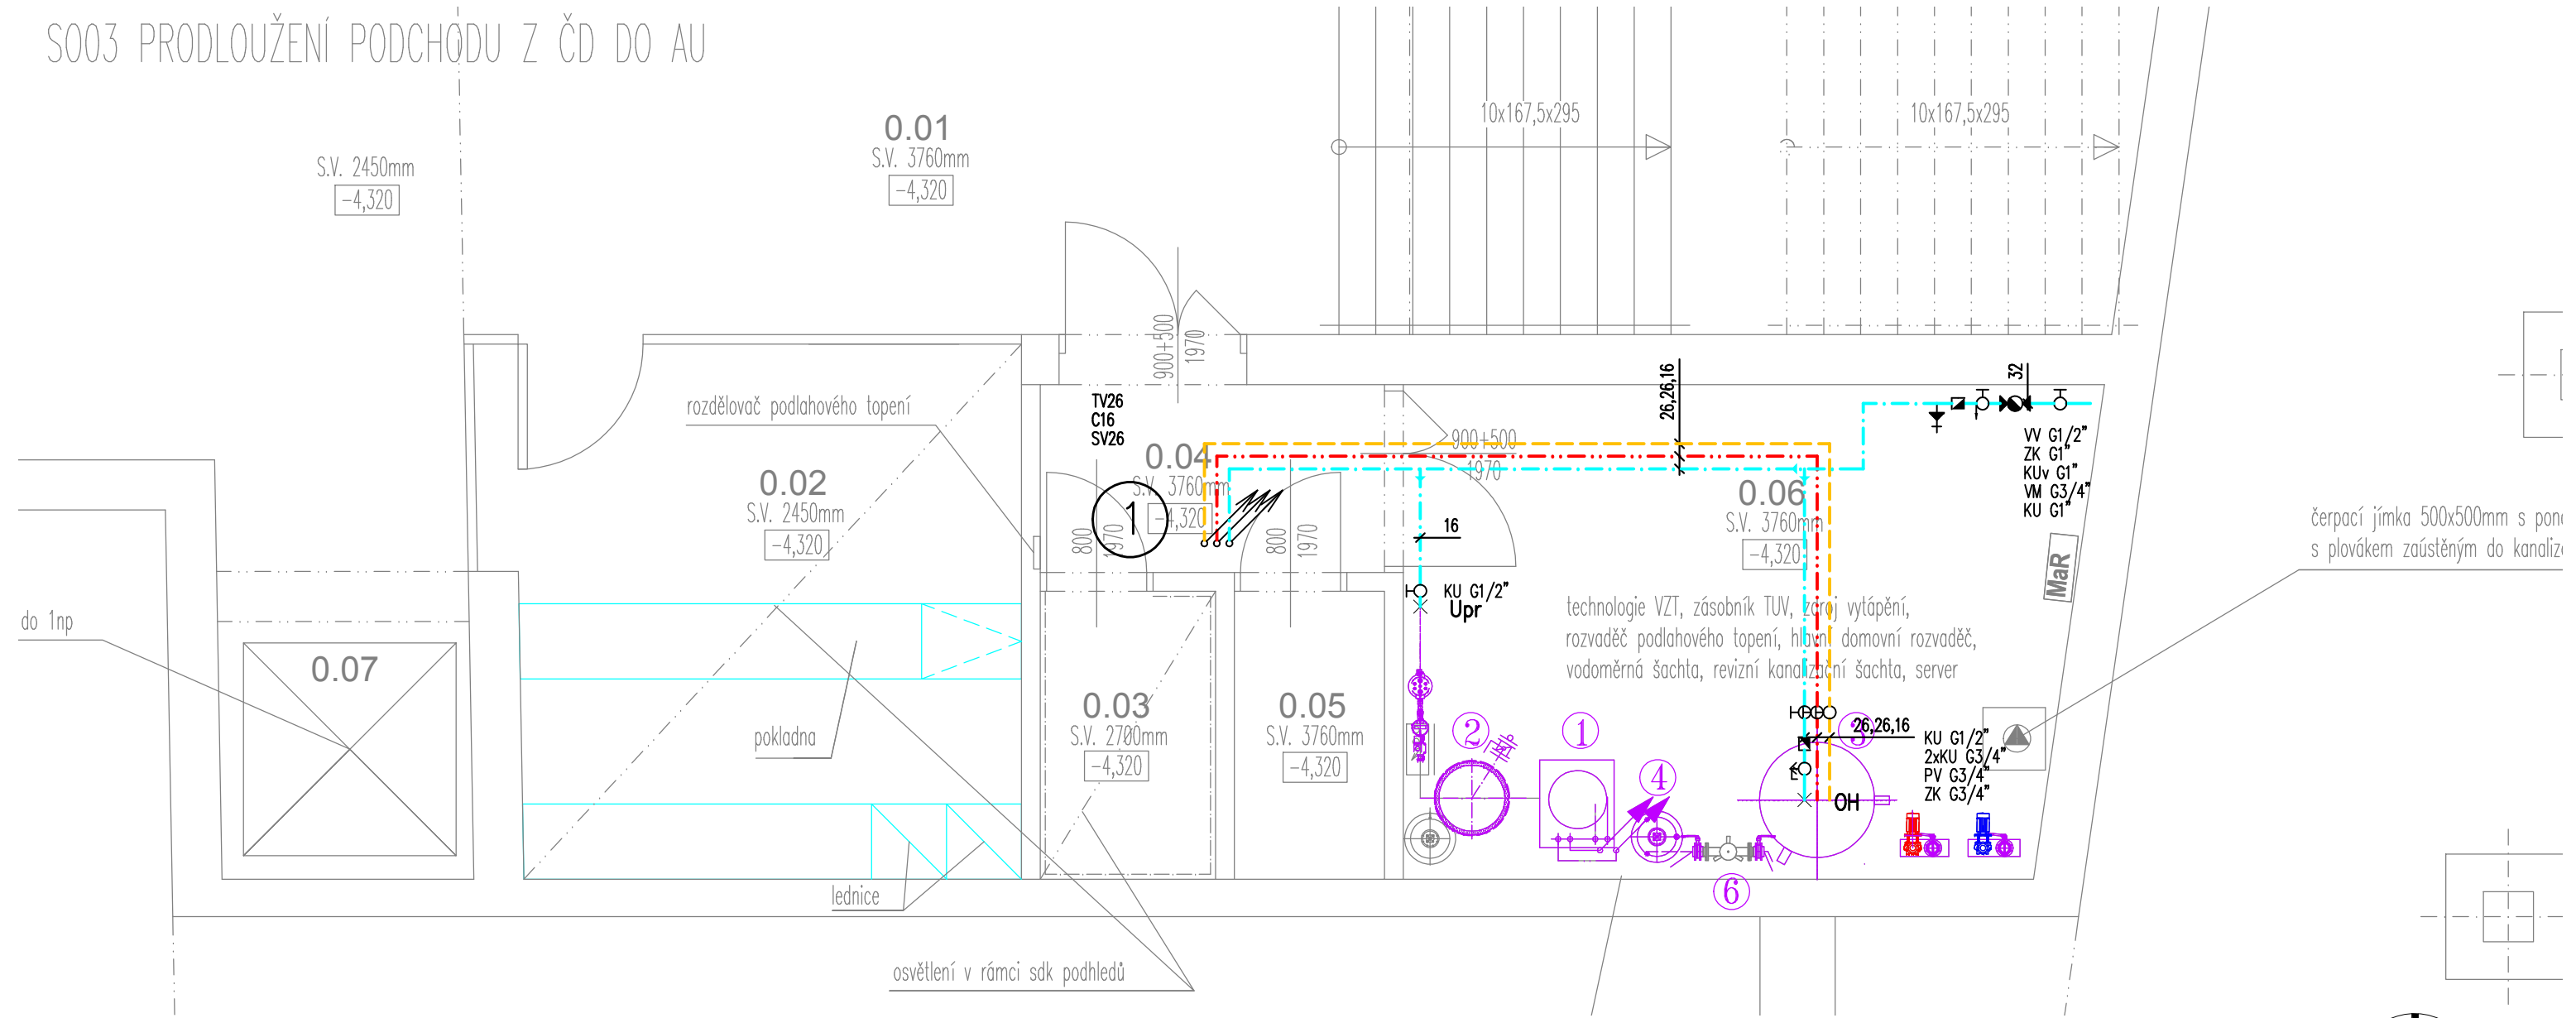 SO03 PRODLOUŽENÍ PODCHODU Z ČD DO AU
S.V. 2450mm
-4,320
0.01
S.V. 3760mm
-4,320
10x167,5x295
10x167,5x295
900+500
1970
rozdělovač podlahového topení
TV26
C16
SV26
0.04
S.V. 3760mm
-4,320
1
800
1970
800
1970
900+500
1970
26,26,16
32
VV G1/2"
ZK G1"
KUv G1"
VM G3/4"
KU G1"
0.02
S.V. 2450mm
-4,320
0.06
S.V. 3760mm
-4,320
16
KU G1/2"
Upr
MaR
čerpací jímka 500x500mm s
s plovákem zaústěným do
technologie VZT, zásobník TUV, zdroj vytápění,
rozvaděč podlahového topení, hlavní domovní rozvaděč,
vodoměrná šachta, revizní kanalizační šachta, server
do 1np
0.07
pokladna
0.03
S.V. 2700mm
-4,320
0.05
S.V. 3760mm
-4,320
2
1
4
3
6
26,26,16
KU G1/2"
2xKU G3/4"
PV G3/4"
ZK G3/4"
OH
lednice
osvětlení v rámci sdk podhledů